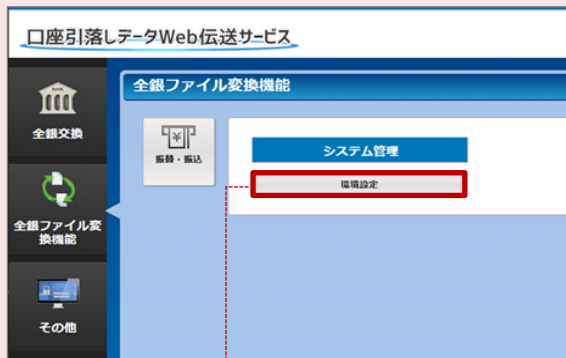 口座引落しデータWeb伝送サービス
全銀交換
全銀ファイル変
換機能
その他
全銀ファイル変換機能
¥
振替・振込
システム管理
環境設定